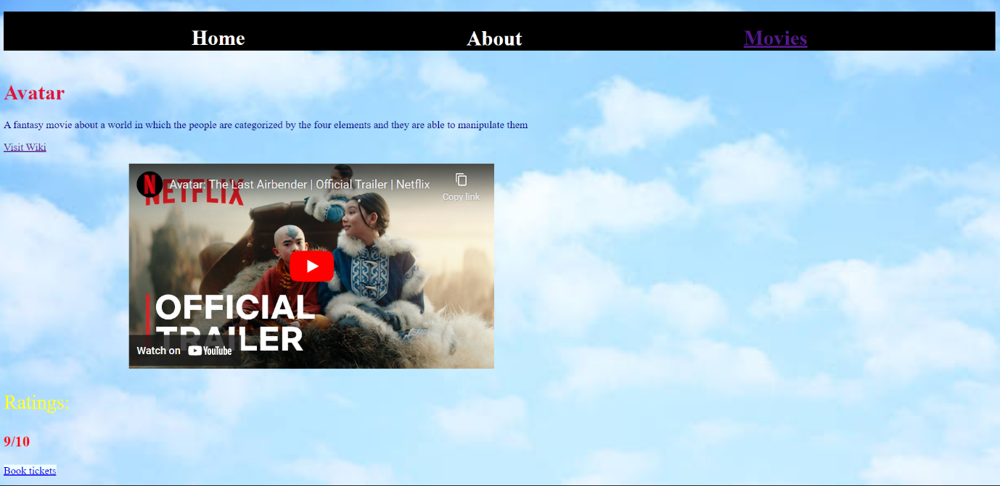 Home About Movies
Avatar
A fantasy movie about a world in which the people are categorized by the four elements and they are able to manipulate them
Visit Wiki
NETFLIX
N Avatar: The Last Airbender | Official Trailer | Netflix
Copy link
OFFICIAL
TRAILER
Watch on YouTube
Ratings:
9/10
Book tickets